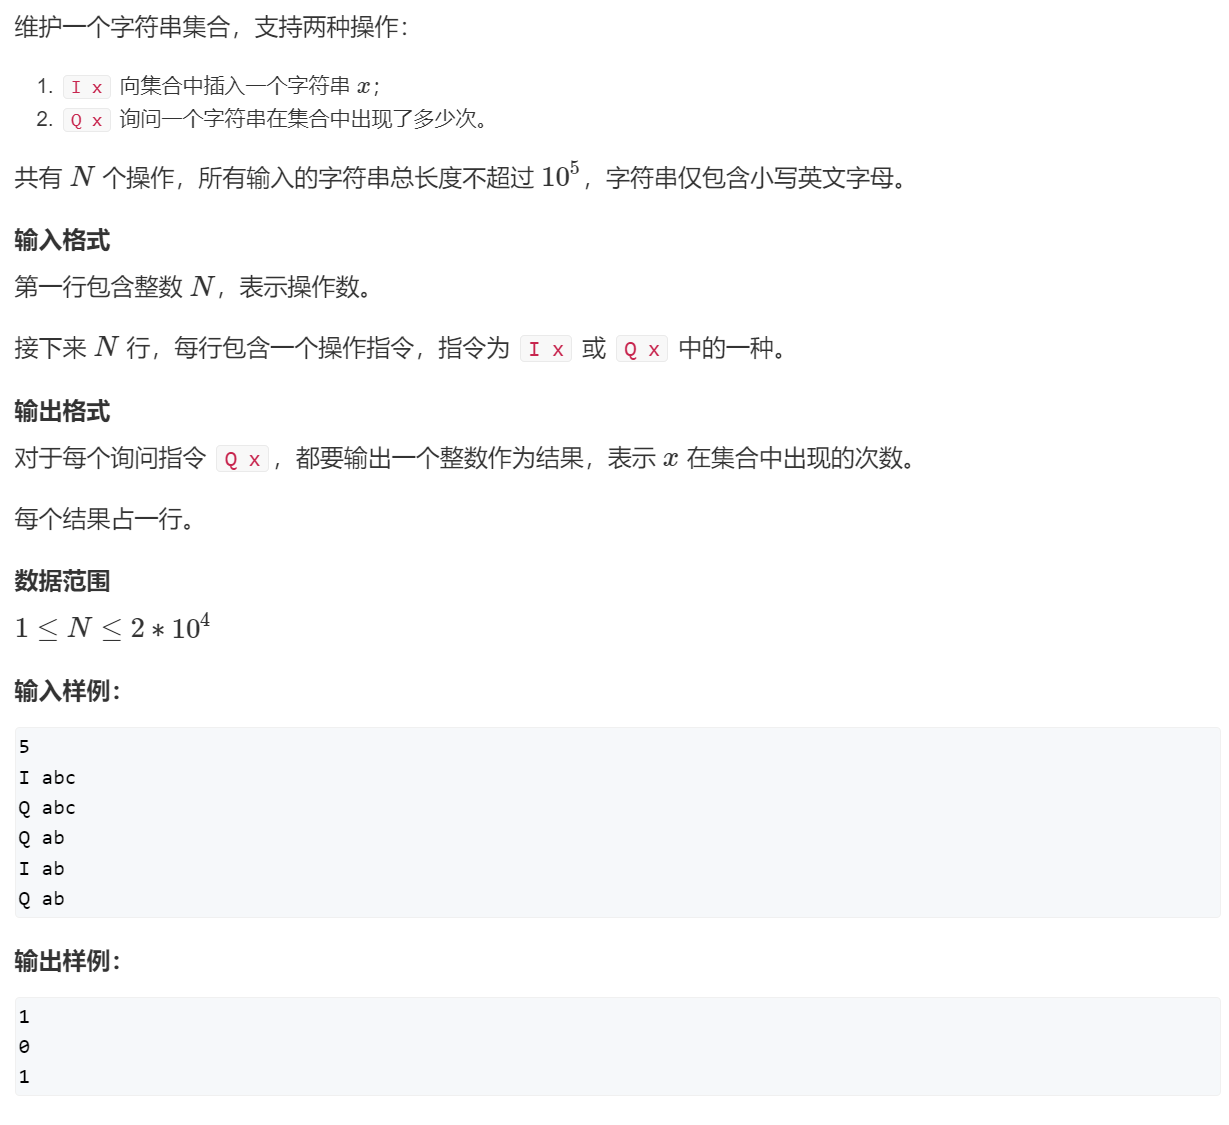 维护一个字符串集合，支持两种操作：
1. I x 向集合中插入一个字符串 x；
2. Q x 询问一个字符串在集合中出现了多少次。
共有 N 个操作，所有输入的字符串总长度不超过 10^5，字符串仅包含小写英文字母。
输入格式
第一行包含整数 N，表示操作数。
接下来 N 行，每行包含一个操作指令，指令为 I x 或 Q x 中的一种。
输出格式
对于每个询问指令 Q x，都要输出一个整数作为结果，表示 x 在集合中出现的次数。
每个结果占一行。
数据范围
1 ≤ N ≤ 2 * 10^4
输入样例：
5
I abc
Q abc
Q ab
I ab
Q ab
输出样例：
1
0
1